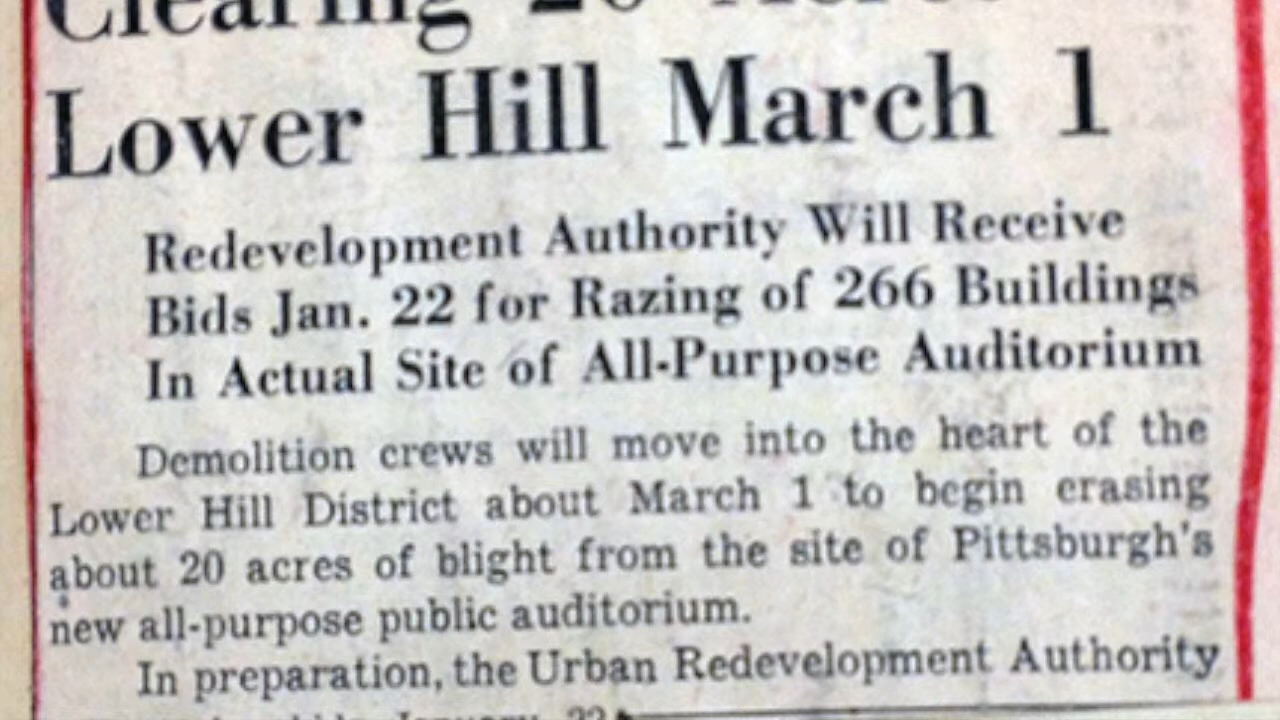 Clearing 20 Acres
Lower Hill March 1
Redevelopment Authority Will Receive
Bids Jan. 22 for Razing of 266 Buildings
In Actual Site of All-Purpose Auditorium
Demolition crews will move into the heart of the
Lower Hill District about March 1 to begin erasing
about 20 acres of blight from the site of Pittsburgh's
new all-purpose public auditorium.
In preparation, the Urban Redevelopment Authority
January 22